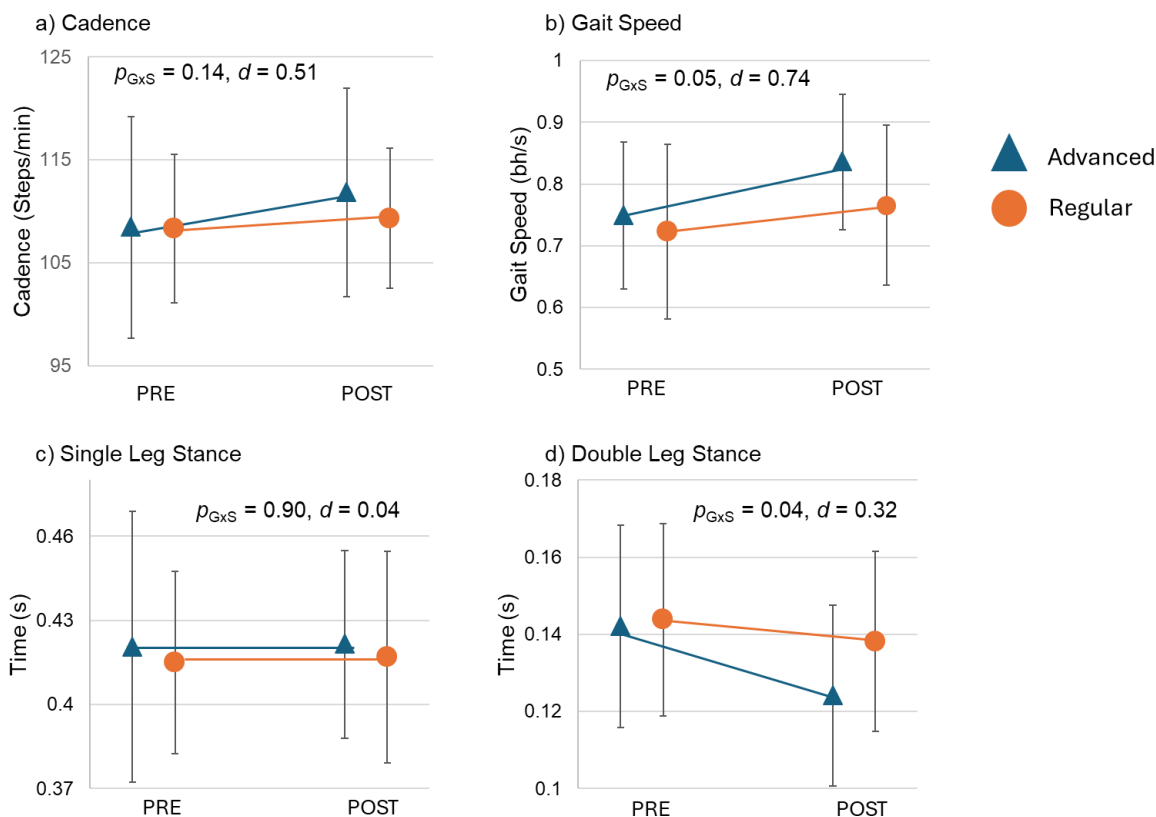 a) Cadence
125
115
105
95
Cadence (Steps/min)
pGxS = 0.14, d = 0.51
PRE
POST
b) Gait Speed
1
0.9
0.8
0.7
0.6
0.5
Gait Speed (bh/s)
pGxS = 0.05, d = 0.74
PRE
POST
Advanced
Regular
c) Single Leg Stance
0.46
0.43
0.4
0.37
Time (s)
pGxS = 0.90, d = 0.04
PRE
POST
d) Double Leg Stance
0.18
0.16
0.14
0.12
0.1
Time (s)
pGxS = 0.04, d = 0.32
PRE
POST